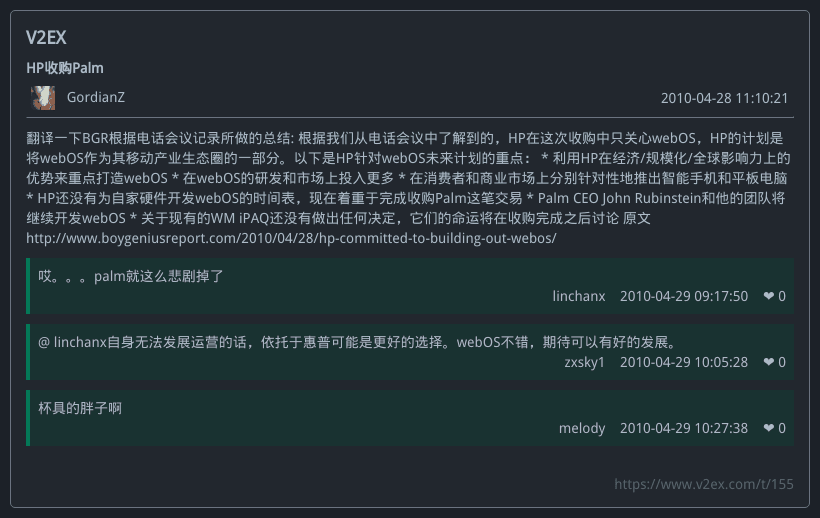 V2EX
HP收购Palm
GordianZ 2010-04-28 11:10:21
翻译一下BGR根据电话会议记录所做的总结: 根据我们从电话会议中了解到的，HP在这次收购中只关心webOS，HP的计划是
将webOS作为其移动产业生态圈的一部分。以下是HP针对webOS未来计划的重点： * 利用HP在经济/规模化/全球影响力上的
优势来重点打造webOS * 在webOS的研发和市场上投入更多 * 在消费者和商业市场上分别针对性地推出智能手机和平板电脑
* HP还没有为自家硬件开发webOS的时间表，现在着重于完成收购Palm这笔交易 * Palm CEO John Rubinstein和他的团队将
继续开发webOS * 关于现有的WM iPAQ还没有做出任何决定，它们的命运将在收购完成之后讨论 原文
http://www.boygeniusreport.com/2010/04/28/hp-committed-to-building-out-webos/
哎。。。palm就这么悲剧掉了
linchanx 2010-04-29 09:17:50 ❤ 0
@ linchanx自身无法发展运营的话，依托于惠普可能是更好的选择。webOS不错，期待可以有好的发展。
zxsky1 2010-04-29 10:05:28 ❤ 0
杯具的胖子啊
melody 2010-04-29 10:27:38 ❤ 0
https://www.v2ex.com/t/155